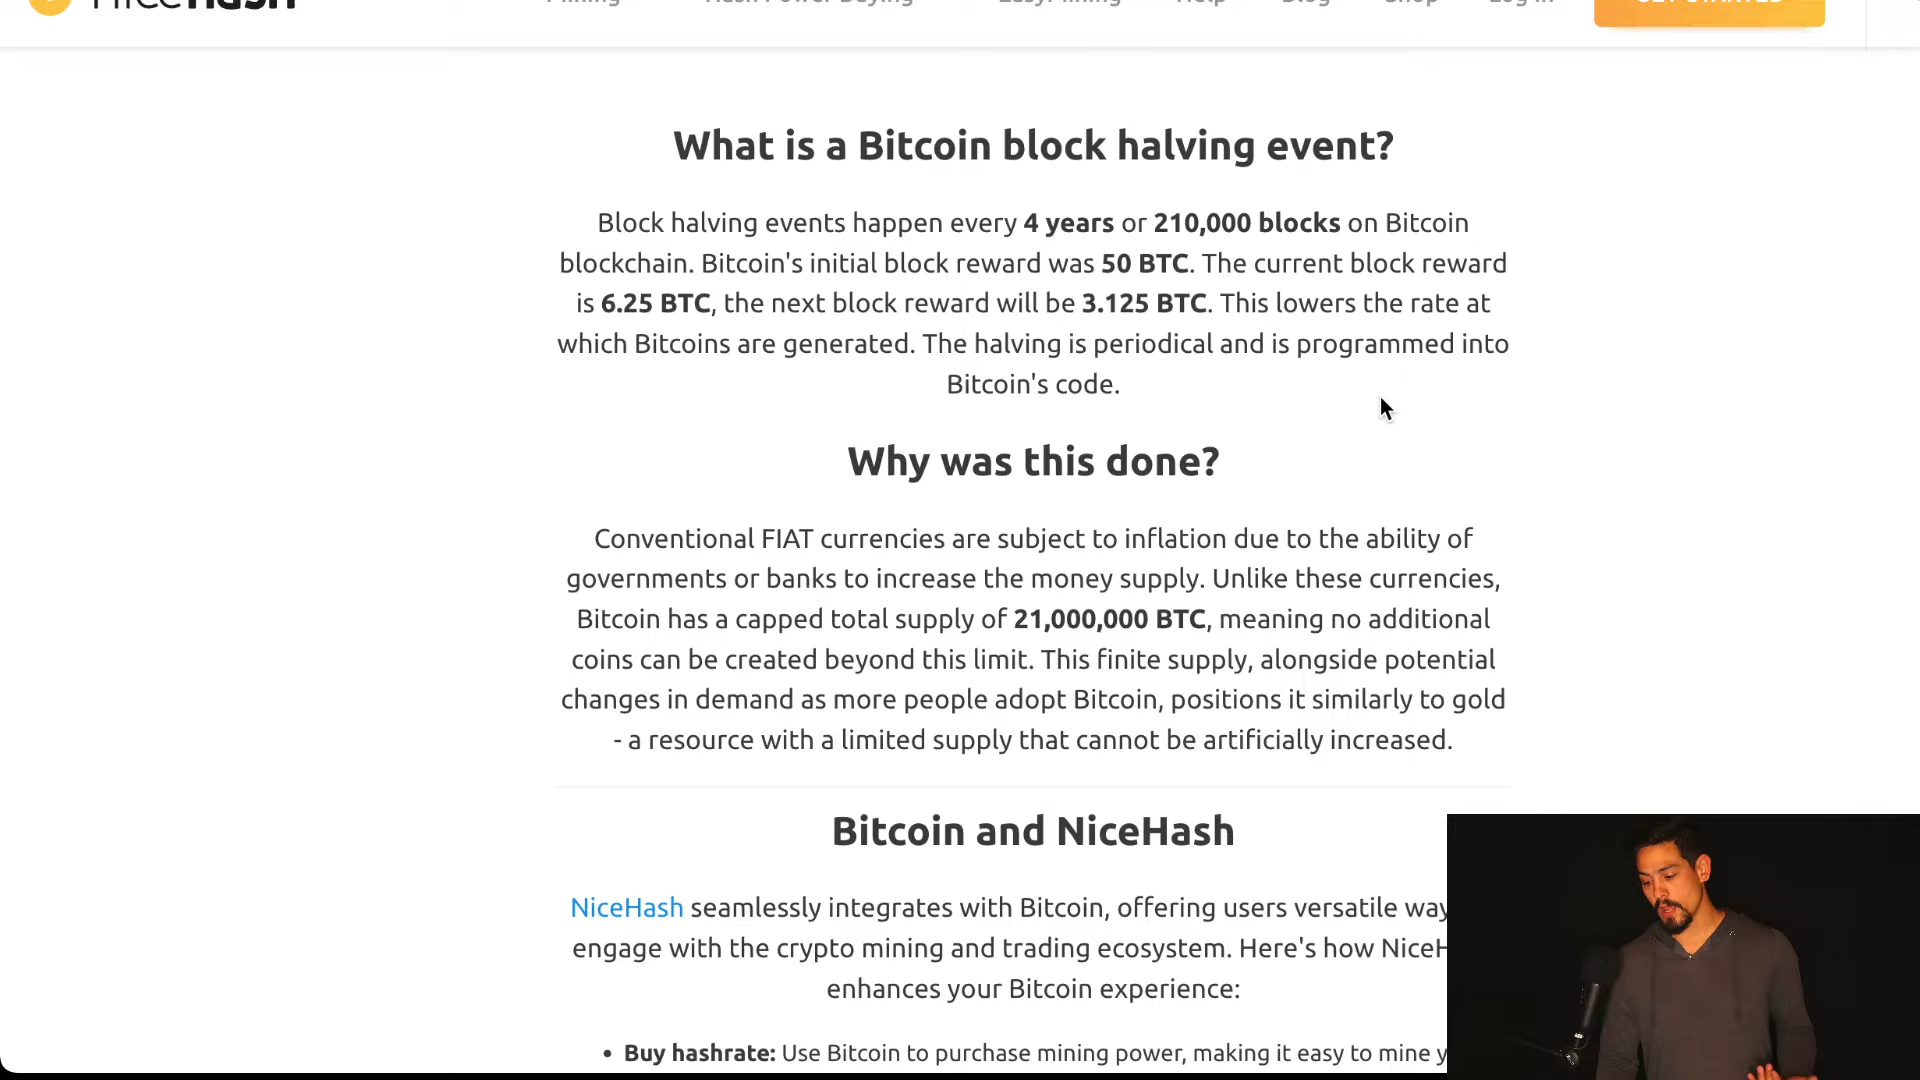 What is a Bitcoin block halving event?
Block halving events happen every 4 years or 210,000 blocks on Bitcoin
blockchain. Bitcoin's initial block reward was 50 BTC. The current block reward
is 6.25 BTC, the next block reward will be 3.125 BTC. This lowers the rate at
which Bitcoins are generated. The halving is periodical and is programmed into
Bitcoin's code.
Why was this done?
Conventional FIAT currencies are subject to inflation due to the ability of
governments or banks to increase the money supply. Unlike these currencies,
Bitcoin has a capped total supply of 21,000,000 BTC, meaning no additional
coins can be created beyond this limit. This finite supply, alongside potential
changes in demand as more people adopt Bitcoin, positions it similarly to gold
- a resource with a limited supply that cannot be artificially increased.
Bitcoin and NiceHash
NiceHash seamlessly integrates with Bitcoin, offering users versatile
engage with the crypto mining and trading ecosystem. Here's how
enhances your Bitcoin experience:
• Buy hashrate: Use Bitcoin to purchase mining power, making it easy to mine